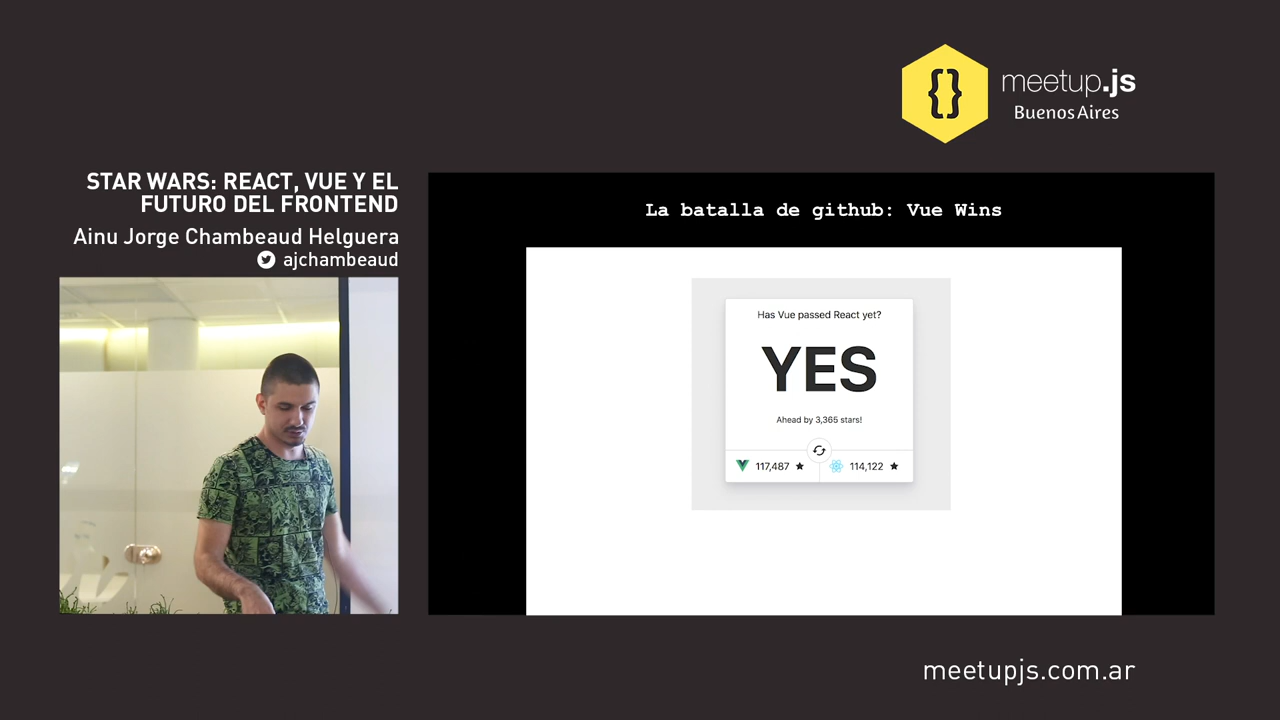 {}
meetup.js
Buenos Aires
STAR WARS: REACT, VUE Y EL
FUTURO DEL FRONTEND
Ainu Jorge Chambeaud Helguera
ajchambeaud
La batalla de github: Vue Wins
Has Vue passed React yet?
YES
Ahead by 3,365 stars!
117,487 ★ 114,122 ★
meetupjs.com.ar